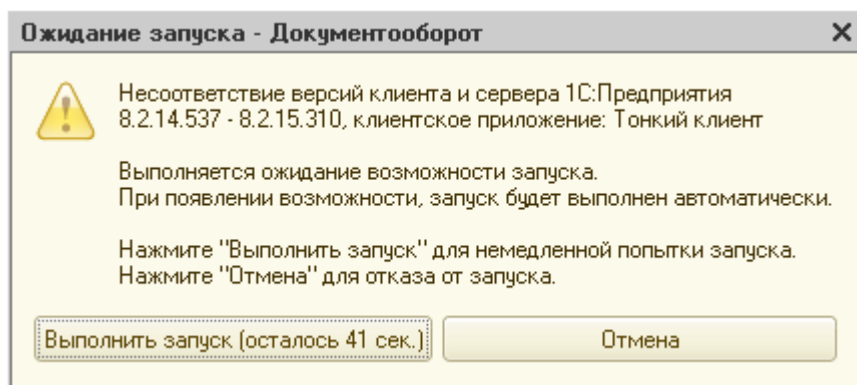 Ожидание запуска - Документооборот
Несоответствие версий клиента и сервера 1С:Предприятия
8.2.14.537 - 8.2.15.310, клиентское приложение: Тонкий клиент
Выполняется ожидание возможности запуска.
При появлении возможности, запуск будет выполнен автоматически.
Нажмите "Выполнить запуск" для немедленной попытки запуска.
Нажмите "Отмена" для отказа от запуска.
Выполнить запуск (осталось 41 сек.)
Отмена